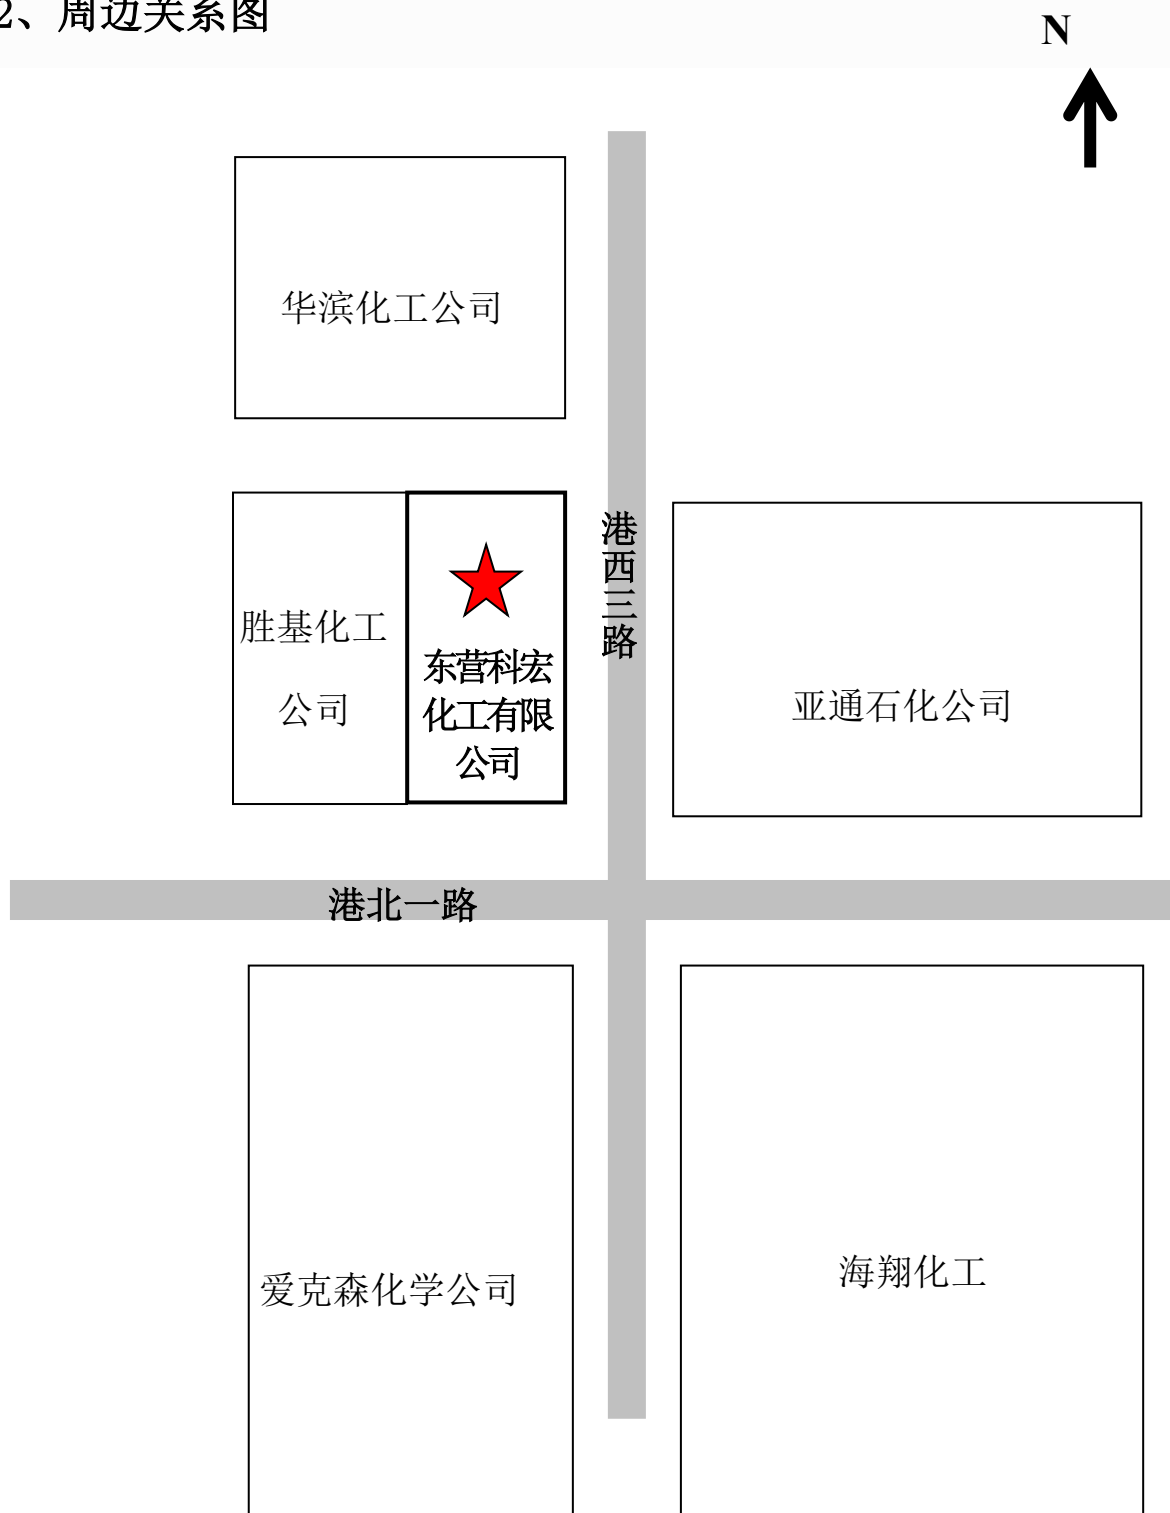 2、周边关系图
N
华滨化工公司
港西三路
胜基化工
公司
东营科宏
化工有限
公司
亚通石化公司
港北一路
爱克森化学公司
海翔化工